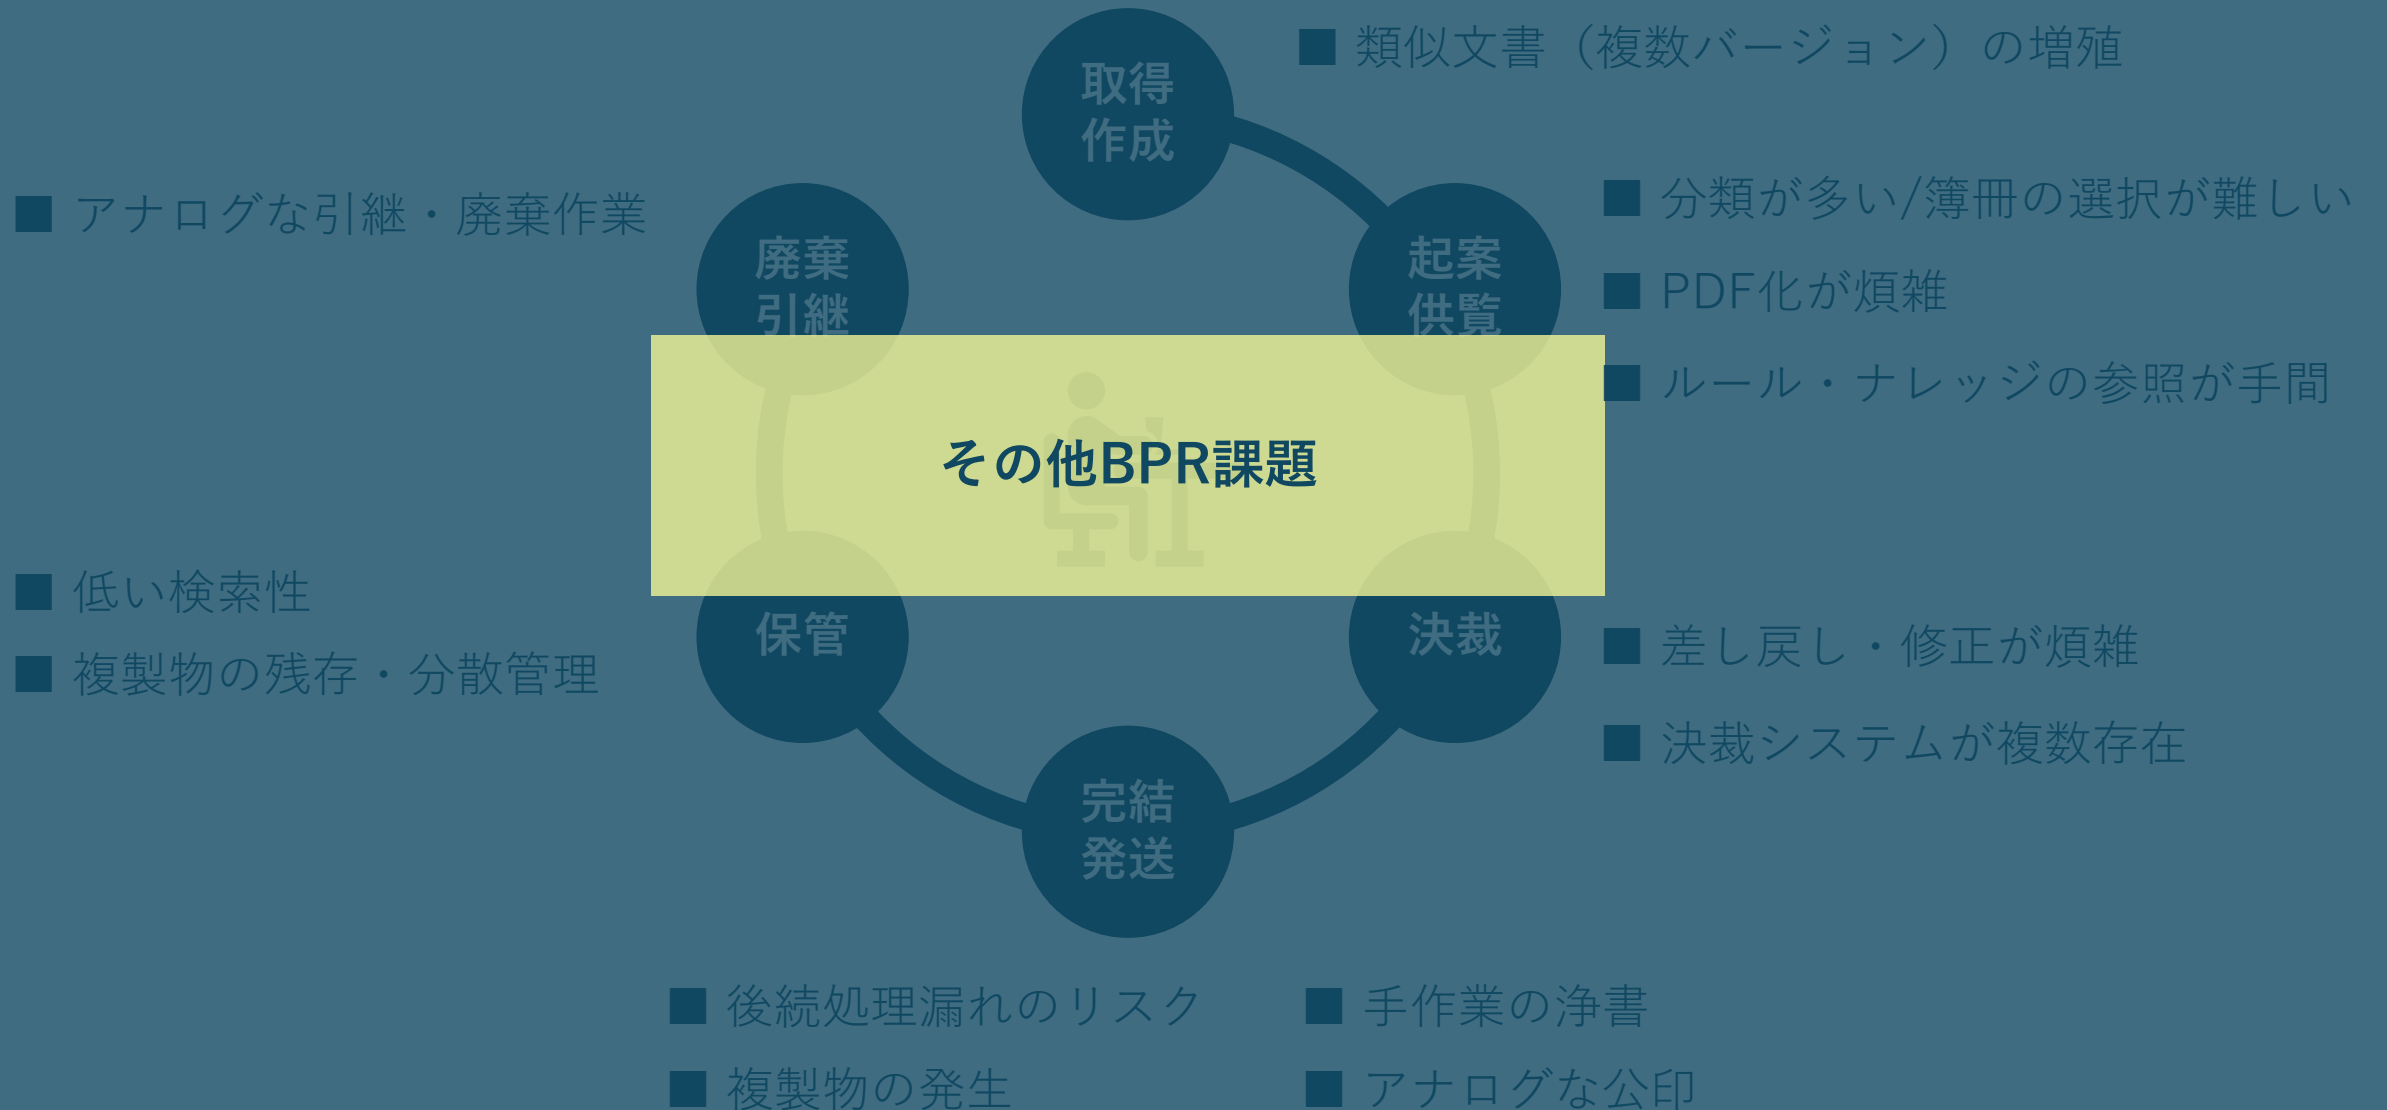 取得
作成
■ 類似文書（複数バージョン）の増殖
■ アナログな引継・廃棄作業
廃棄
引継
起案
供覧
■ 分類が多い/簿冊の選択が難しい
■ PDF化が煩雑
■ ルール・ナレッジの参照が手間
その他BPR課題
■ 低い検索性
■ 複製物の残存・分散管理
保管
決裁
■ 差し戻し・修正が煩雑
■ 決裁システムが複数存在
完結
発送
■ 後続処理漏れのリスク
■ 複製物の発生
■ 手作業の浄書
■ アナログな公印